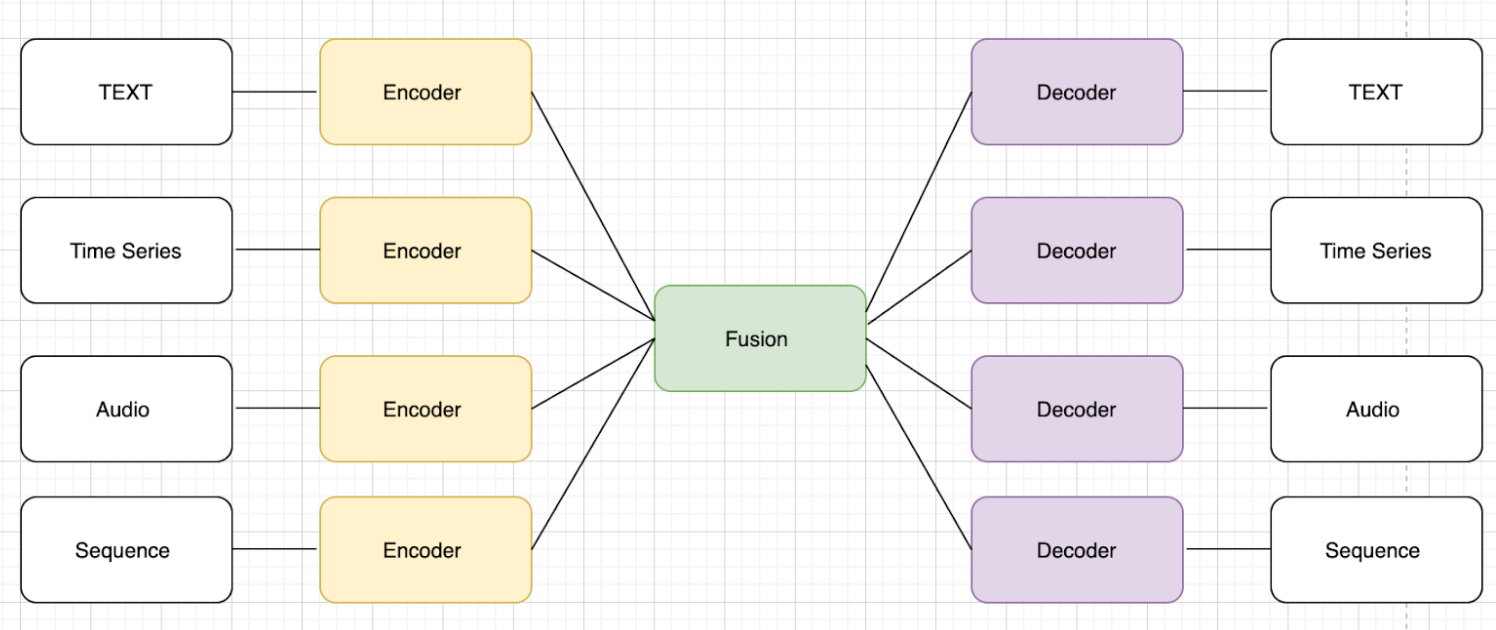 TEXT
Encoder
Decoder
TEXT
Time Series
Encoder
Decoder
Time Series
Fusion
Audio
Encoder
Decoder
Audio
Sequence
Encoder
Decoder
Sequence